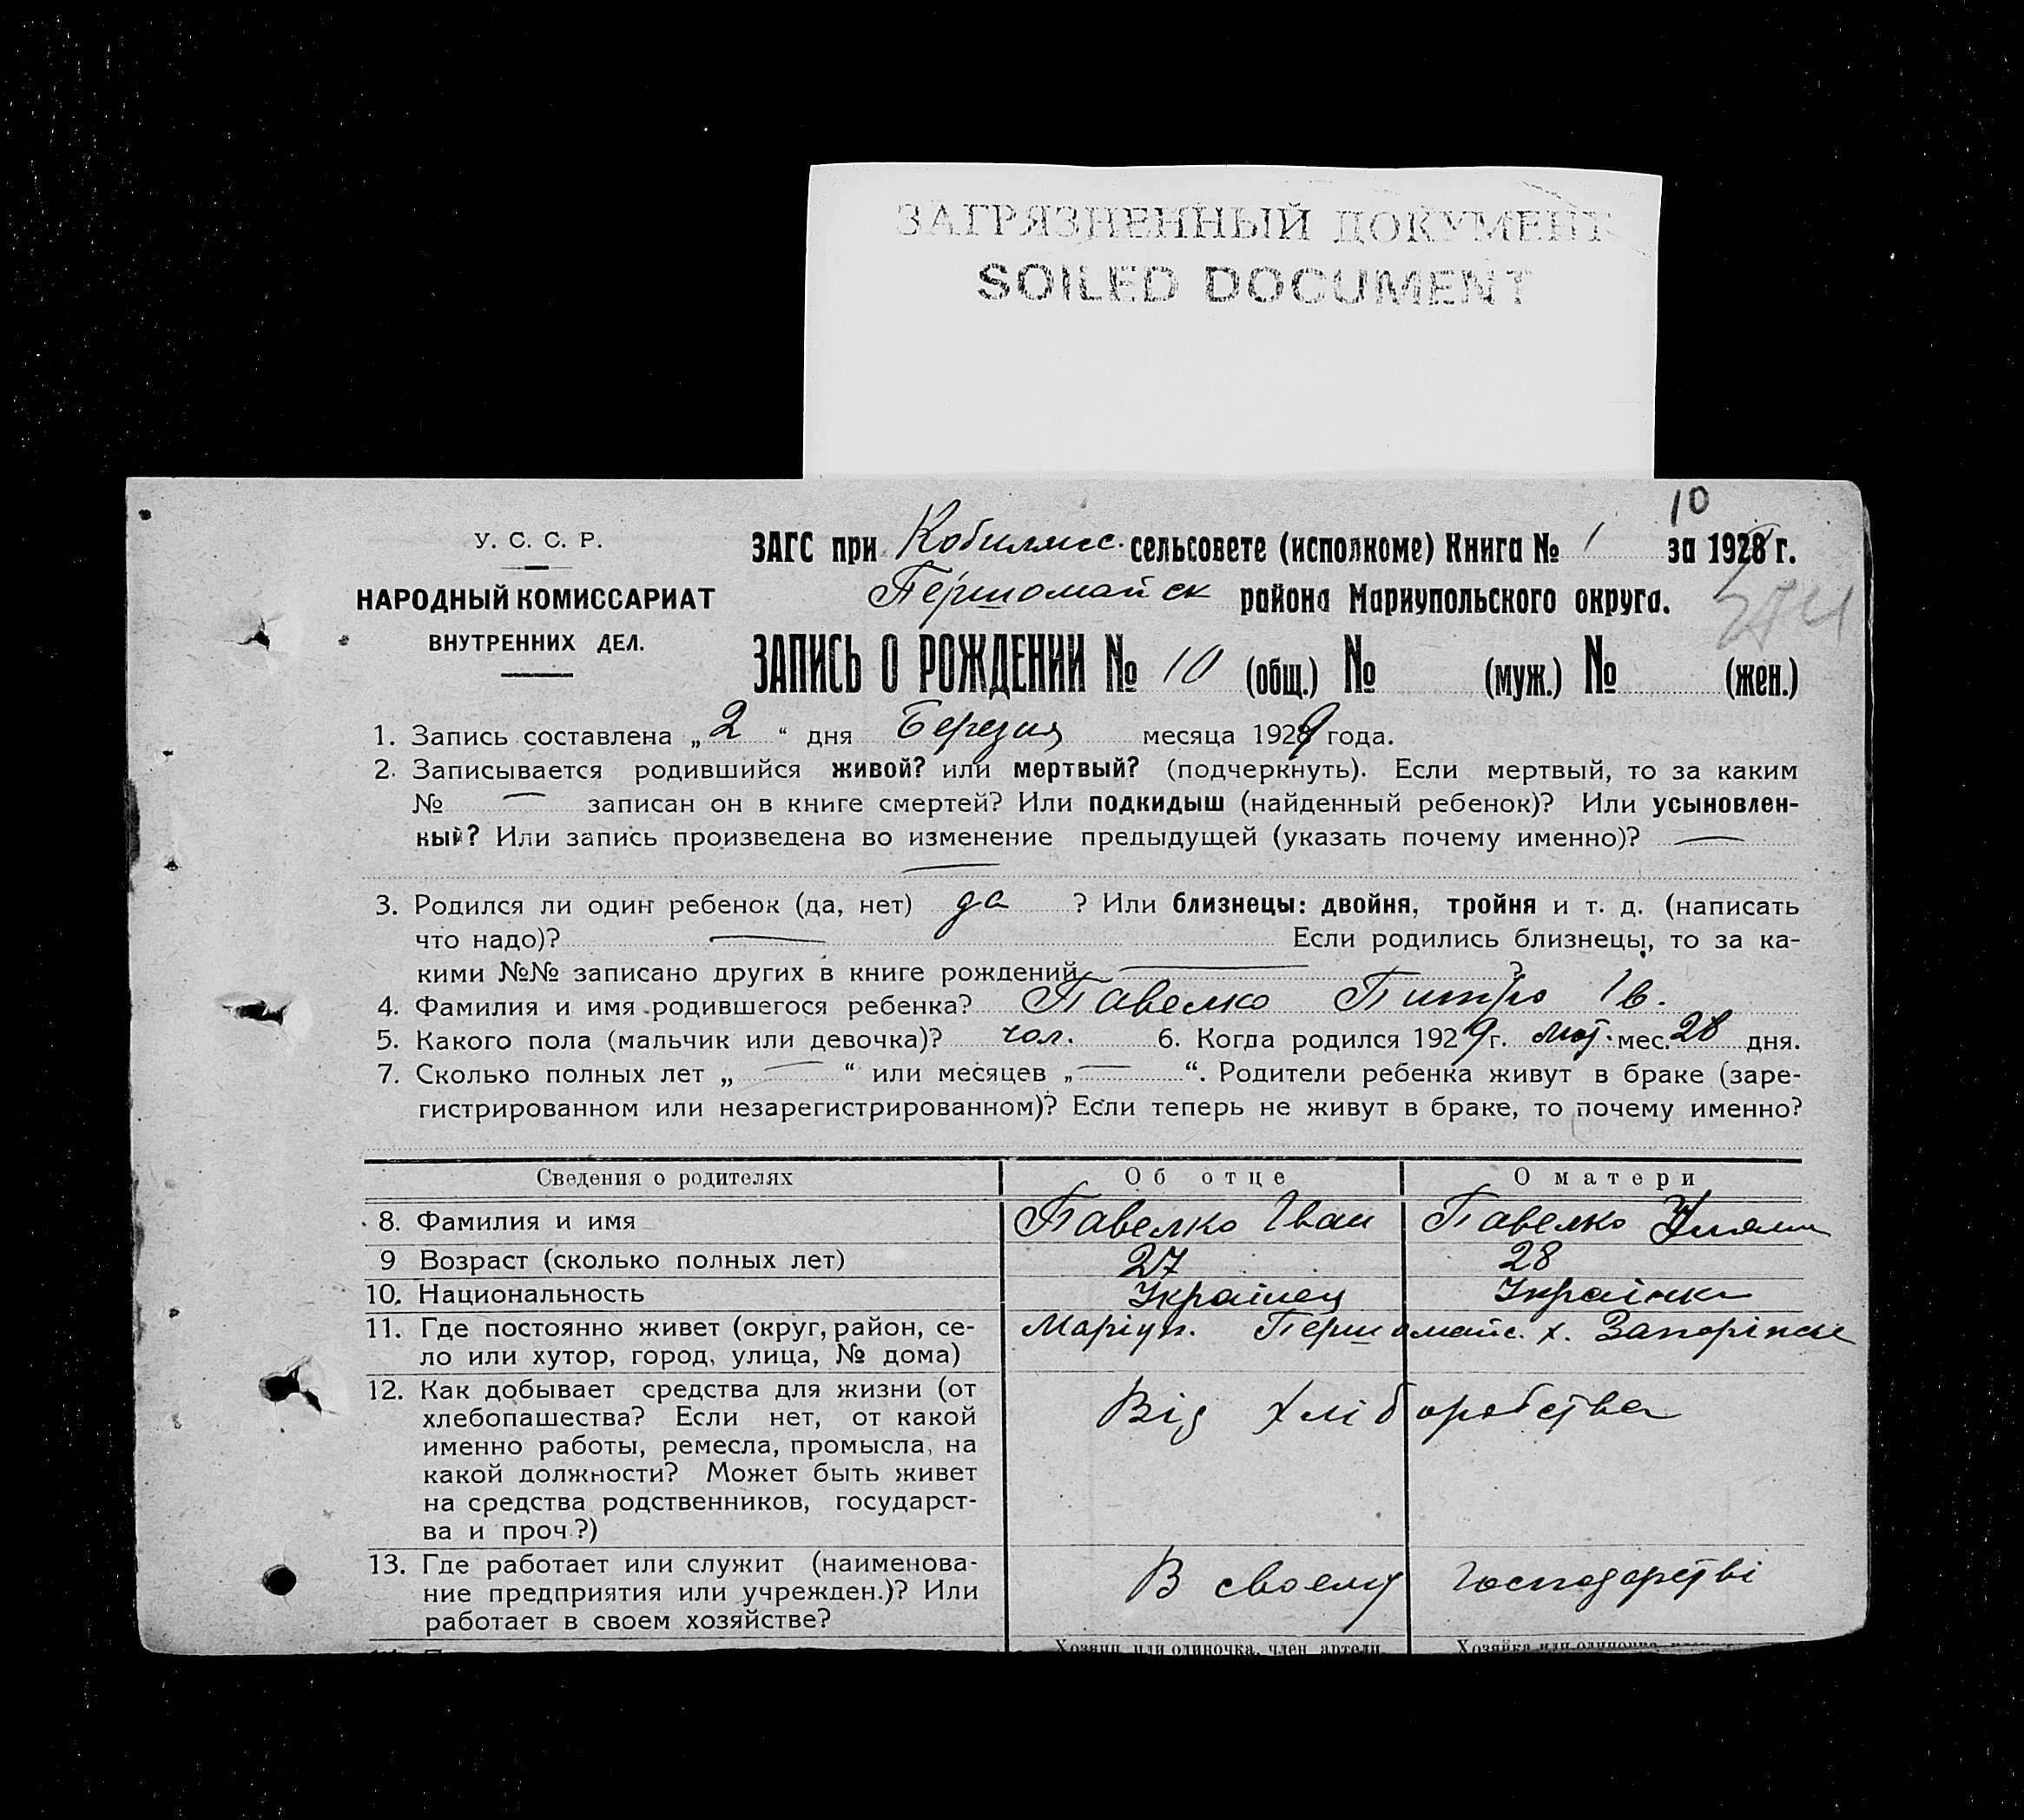 ЗАГРЯЗНЕННЫЙ ДОКУМЕНТ
SOILED DOCUMENT
10
У. С. С. Р.
НАРОДНЫЙ КОМИССАРИАТ
ВНУТРЕННИХ ДЕЛ.
ЗАГС при сельсовете (исполкоме) Книга № 1 за 1928 г.
Першомайськ района Мариупольского округа.
ЗАПИСЬ О РОЖДЕНИИ № 10 (общ.) № (муж.) № (жен.)
1. Запись составлена „ 2 “ дня Березня месяца 1929 года.
2. Записывается родившийся живой? или мертвый? (подчеркнуть). Если мертвый, то за каким
№ — записан он в книге смертей? Или подкидыш (найденный ребенок)? Или усыновлен-
ный? Или запись произведена во изменение предыдущей (указать почему именно)? —
—
3. Родился ли один ребенок (да, нет) да ? Или близнецы: двойня, тройня и т. д. (написать
что надо)? — Если родились близнецы, то за ка-
кими №№ записано других в книге рождений — ?
4. Фамилия и имя родившегося ребенка? Павелко Питро Ів.
5. Какого пола (мальчик или девочка)? чол. 6. Когда родился 1929 г. лют. мес. 28 дня.
7. Сколько полных лет „ — “ или месяцев „ — “. Родители ребенка живут в браке (заре-
гистрированном или незарегистрированном)? Если теперь не живут в браке, то почему именно?
Сведения о родителях Об отце О матери
8. Фамилия и имя Павелко Іван Павелко
9 Возраст (сколько полных лет) 27 28
10. Национальность Українец Українка
11. Где постоянно живет (округ, район, се-
ло или хутор, город, улица, № дома)
Маріуп. Першомайс. х.
12. Как добывает средства для жизни (от
хлебопашества? Если нет, от какой
именно работы, ремесла, промысла, на
какой должности? Может быть живет
на средства родственников, государст-
ва и проч.?)
Від хліборобства
13. Где работает или служит (наименова-
ние предприятия или учрежден.)? Или
работает в своем хозяйстве?
В своему господарстві
Хозяин или одиночка, член артели Хозяйка или одиночка